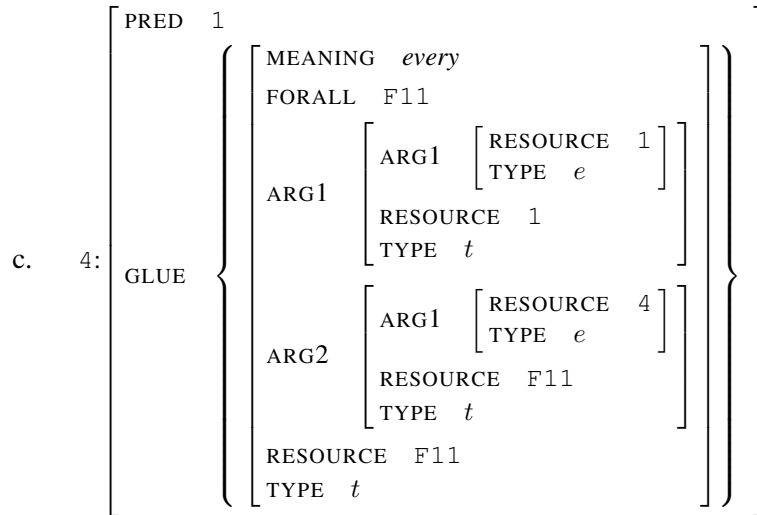 PRED 1
MEANING every
FORALL F11
ARG1 ARG1 RESOURCE 1
TYPE e
RESOURCE 1
TYPE t
c. 4: GLUE
ARG2 ARG1 RESOURCE 4
TYPE e
RESOURCE F11
TYPE t
RESOURCE F11
TYPE t